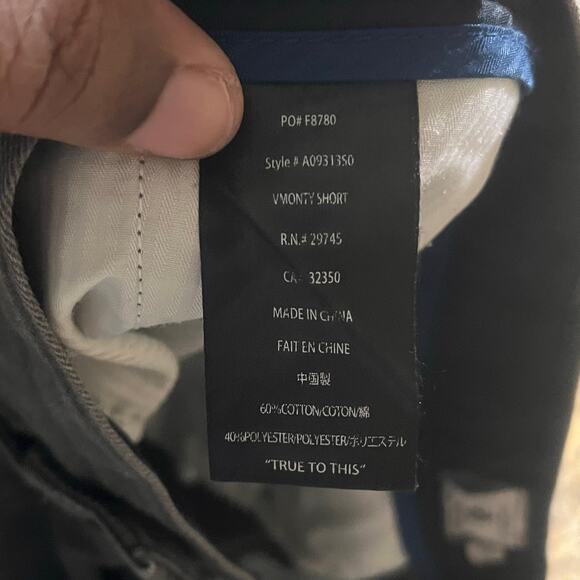 PO# F8780
Style # A0931350
VMONTY SHORT
R.N.# 29745
CA# 32350
MADE IN CHINA
FAIT EN CHINE
中国製
60%COTTON/COTON/綿
40%POLYESTER/POLYESTER/ポリエステル
"TRUE TO THIS"